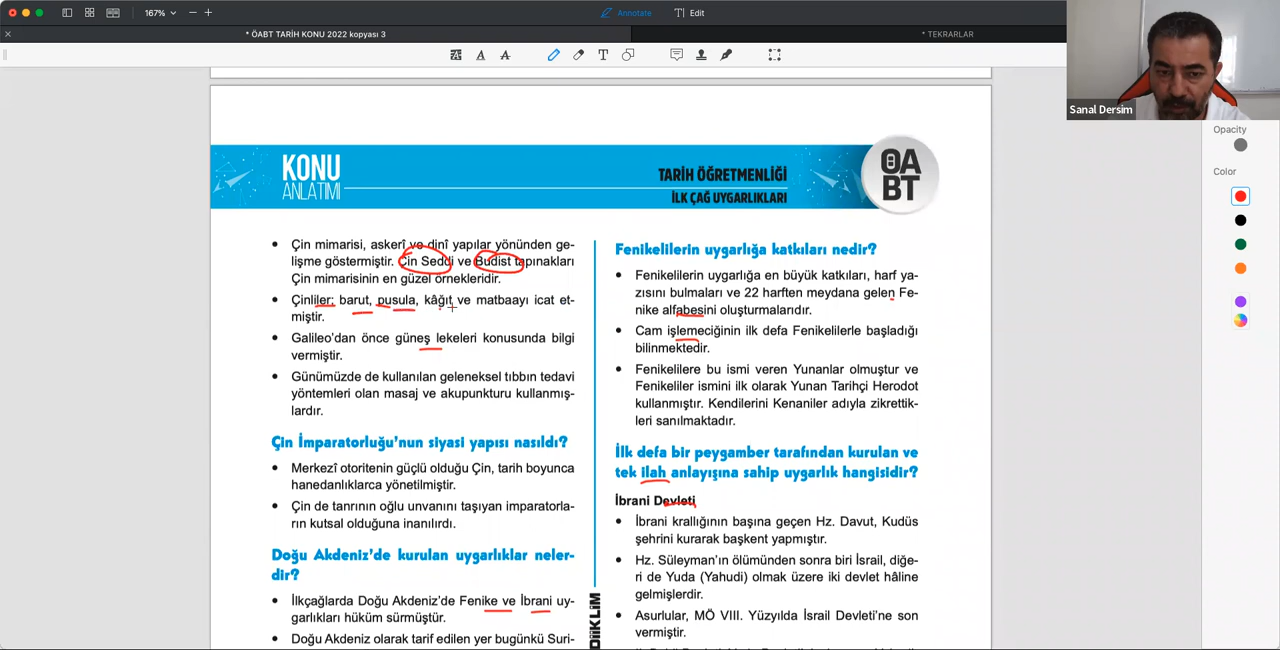 167%
Annotate
Edit
* ÖABT TARİH KONU 2022 kopyası 3
* TEKRARLAR
Sanal Dersim
Opacity
Color
KONU
ANLATIMI
TARİH ÖĞRETMENLİĞİ
İLK ÇAĞ UYGARLIKLARI
ÖA
BT
• Çin mimarisi, askerî ve dinî yapılar yönünden ge-
lişme göstermiştir. Çin Seddi ve Budist tapınakları
Çin mimarisinin en güzel örnekleridir.
• Çinliler; barut, pusula, kâğıt ve matbaayı icat et-
miştir.
• Galileo'dan önce güneş lekeleri konusunda bilgi
vermiştir.
• Günümüzde de kullanılan geleneksel tıbbın tedavi
yöntemleri olan masaj ve akupunkturu kullanmış-
lardır.
Çin İmparatorluğu'nun siyasi yapısı nasıldı?
• Merkezî otoritenin güçlü olduğu Çin, tarih boyunca
hanedanlıklarca yönetilmiştir.
• Çin de tanrının oğlu unvanını taşıyan imparatorla-
rın kutsal olduğuna inanılırdı.
Doğu Akdeniz'de kurulan uygarlıklar neler-
dir?
• İlkçağlarda Doğu Akdeniz'de Fenike ve İbrani uy-
garlıkları hüküm sürmüştür.
• Doğu Akdeniz olarak tarif edilen yer bugünkü Suri-
Fenikelilerin uygarlığa katkıları nedir?
• Fenikelilerin uygarlığa en büyük katkıları, harf ya-
zısını bulmaları ve 22 harften meydana gelen Fe-
nike alfabesini oluşturmalarıdır.
• Cam işlemeciğinin ilk defa Fenikelilerle başladığı
bilinmektedir.
• Fenikelilere bu ismi veren Yunanlar olmuştur ve
Fenikeliler ismini ilk olarak Yunan Tarihçi Herodot
kullanmıştır. Kendilerini Kenaniler adıyla zikrettik-
leri sanılmaktadır.
İlk defa bir peygamber tarafından kurulan ve
tek ilah anlayışına sahip uygarlık hangisidir?
İbrani Devleti
• İbrani krallığının başına geçen Hz. Davut, Kudüs
şehrini kurarak başkent yapmıştır.
• Hz. Süleyman'ın ölümünden sonra biri İsrail, diğe-
ri de Yuda (Yahudi) olmak üzere iki devlet hâline
gelmişlerdir.
• Asurlular, MÖ VIII. Yüzyılda İsrail Devleti'ne son
vermiştir.